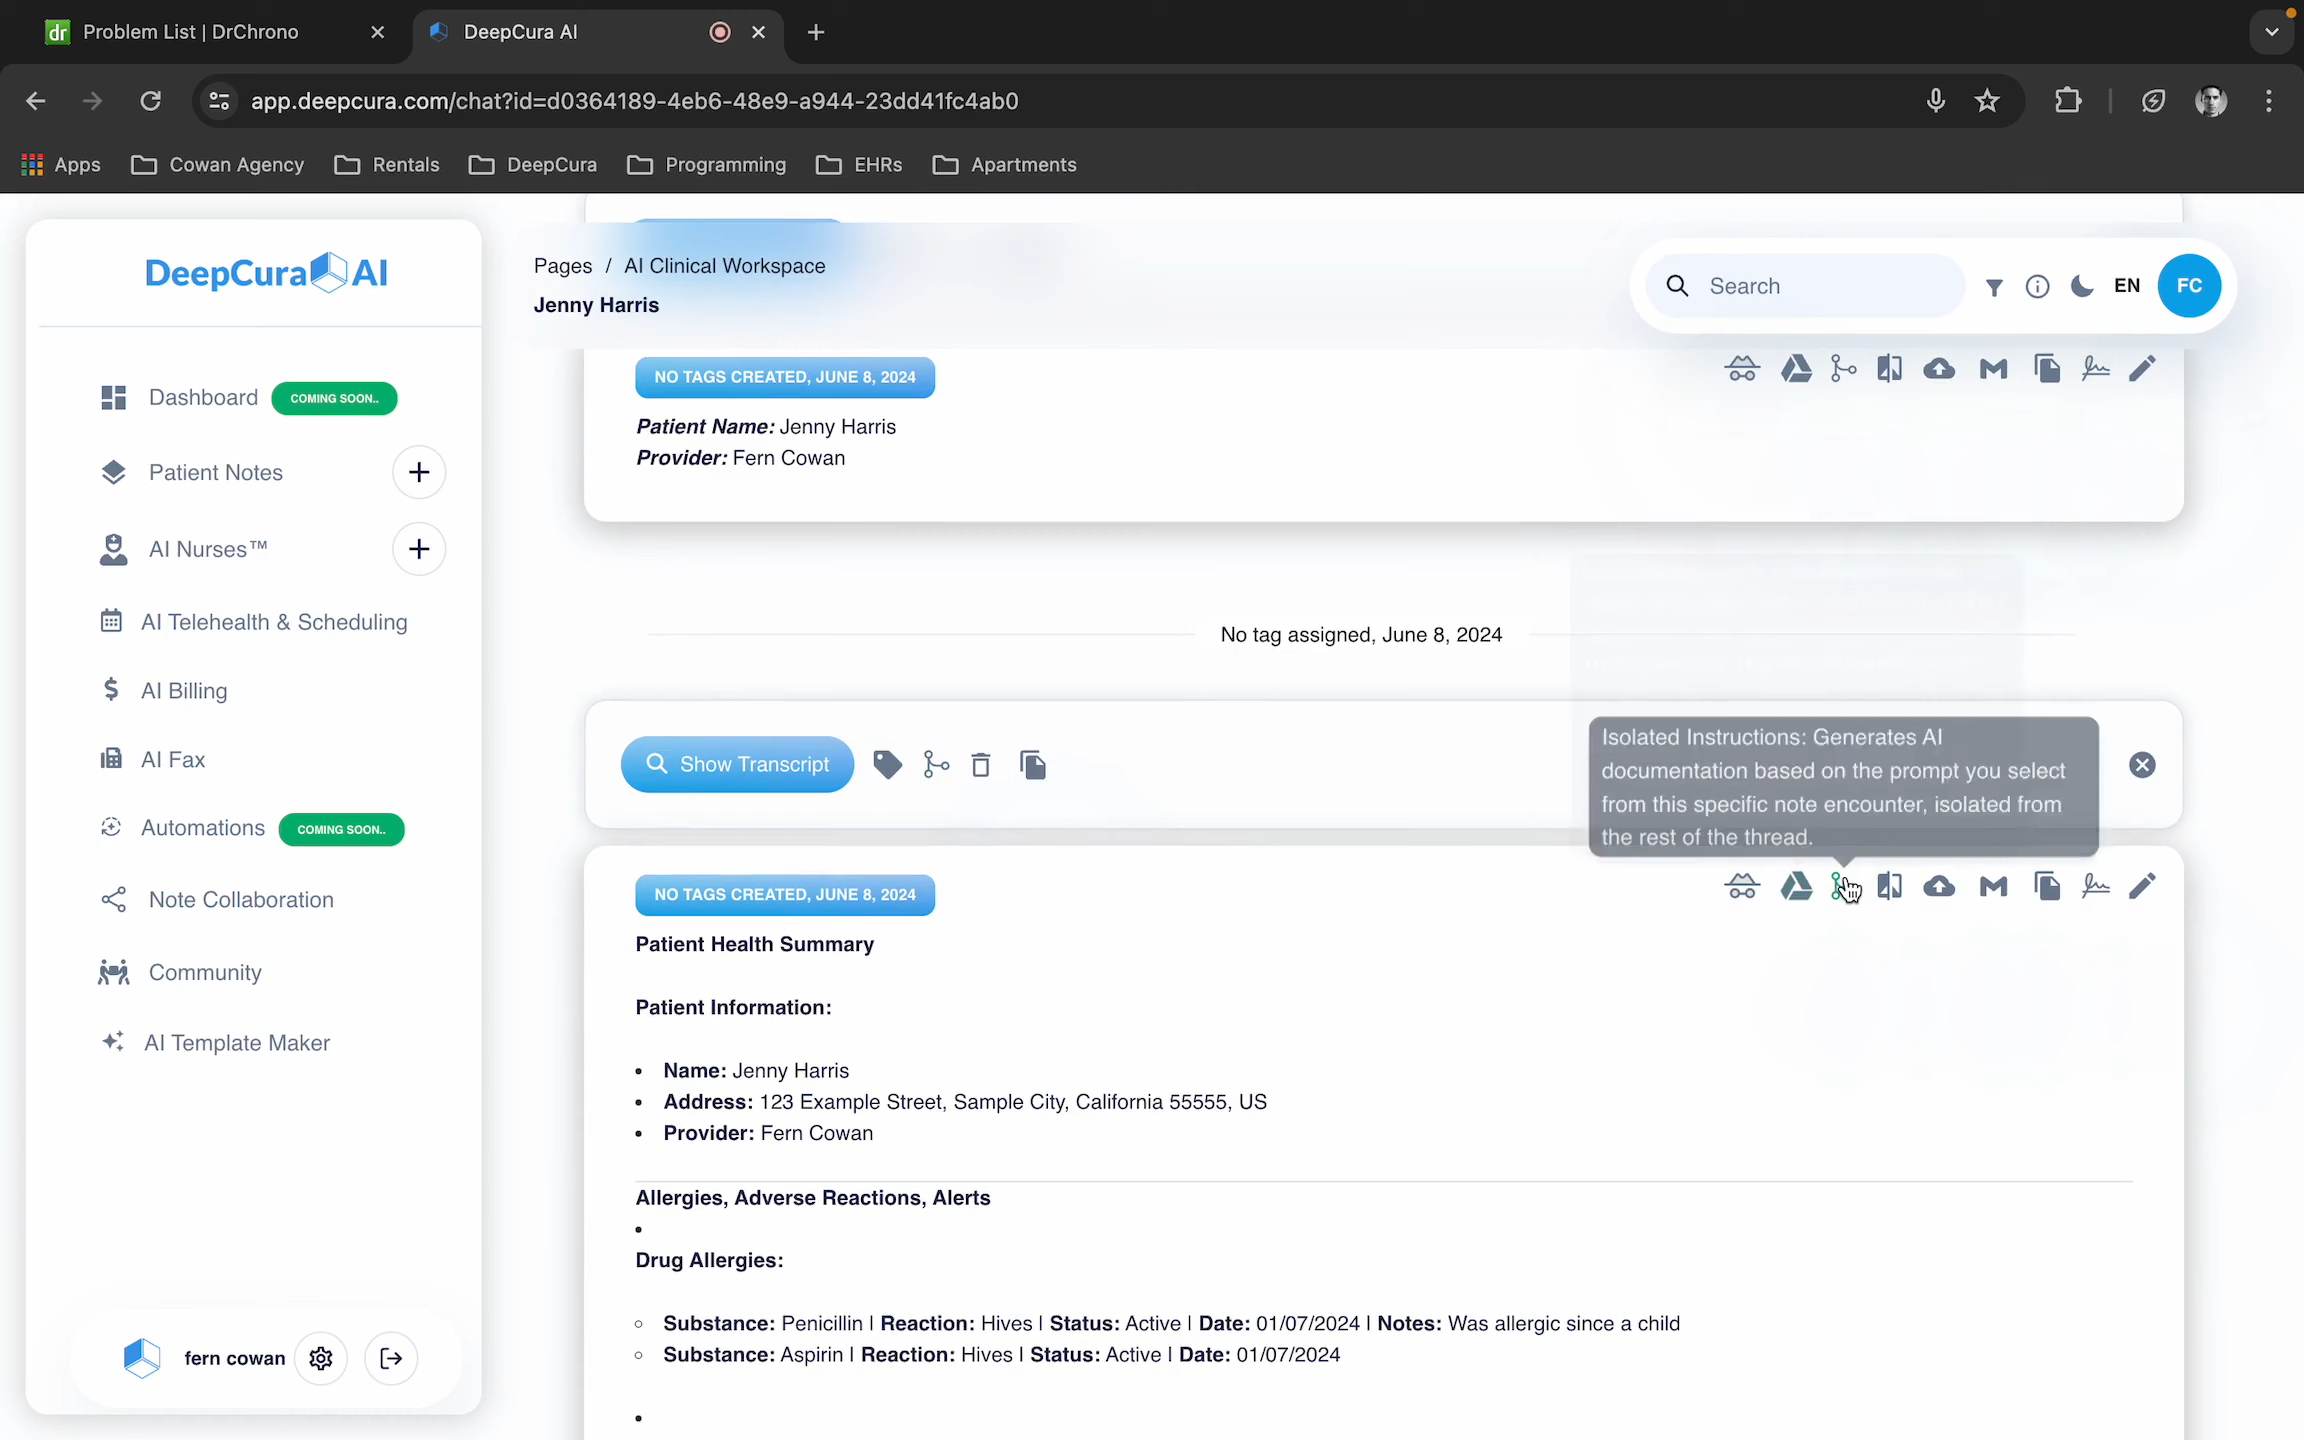 dr Problem List | DrChrono
DeepCura AI
app.deepcura.com/chat?id=d0364189-4eb6-48e9-a944-23dd41fc4ab0
Apps
Cowan Agency
Rentals
DeepCura
Programming
EHRs
Apartments
DeepCura AI
Dashboard COMING SOON..
Patient Notes
AI Nurses™
AI Telehealth & Scheduling
AI Billing
AI Fax
Automations COMING SOON..
Note Collaboration
Community
AI Template Maker
fern cowan
Pages / AI Clinical Workspace
Jenny Harris
Search
EN
FC
NO TAGS CREATED, JUNE 8, 2024
Patient Name: Jenny Harris
Provider: Fern Cowan
No tag assigned, June 8, 2024
Show Transcript
Isolated Instructions: Generates AI
documentation based on the prompt you select
from this specific note encounter, isolated from
the rest of the thread.
NO TAGS CREATED, JUNE 8, 2024
Patient Health Summary
Patient Information:
• Name: Jenny Harris
• Address: 123 Example Street, Sample City, California 55555, US
• Provider: Fern Cowan
Allergies, Adverse Reactions, Alerts
•
Drug Allergies:
◦ Substance: Penicillin | Reaction: Hives | Status: Active | Date: 01/07/2024 | Notes: Was allergic since a child
◦ Substance: Aspirin | Reaction: Hives | Status: Active | Date: 01/07/2024
•